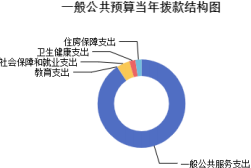 一般公共预算当年拨款结构图
住房保障支出
卫生健康支出
社会保障和就业支出
教育支出
一般公共服务支出